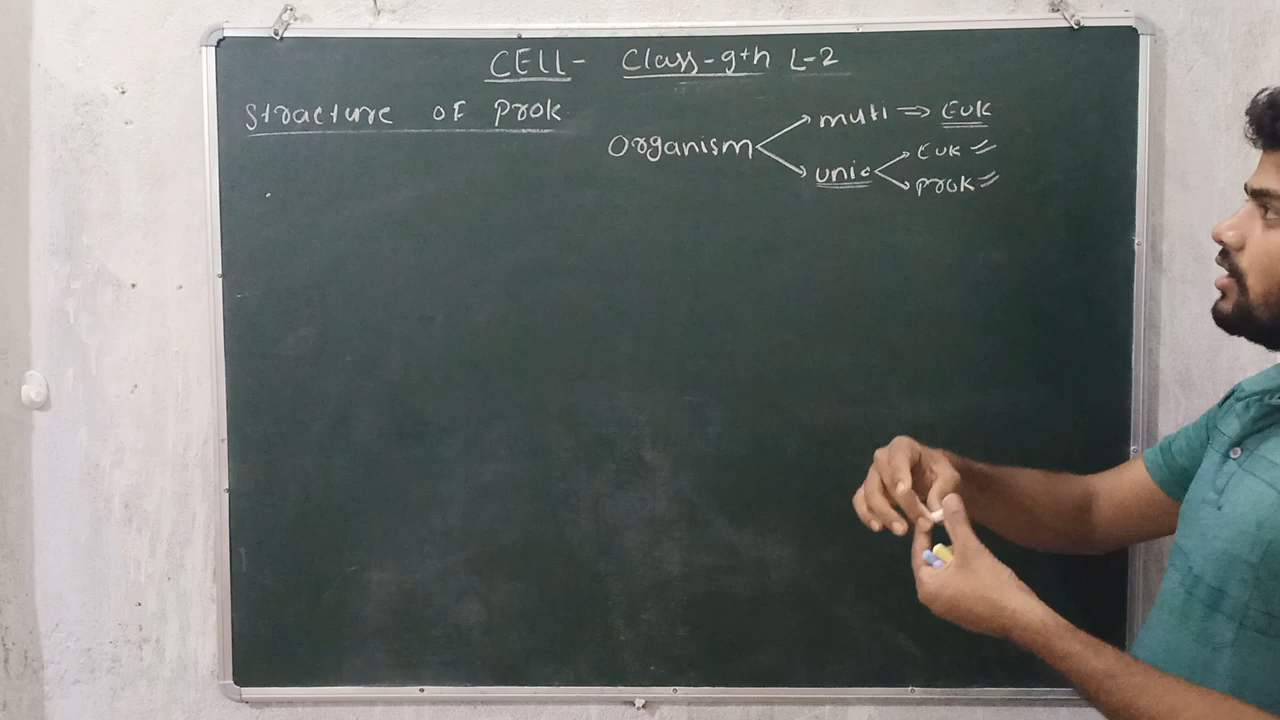 CELL- Class-9th L-2
Structure OF Prok
Organism
muti ⇒ EUK
unic
EUK
Prok